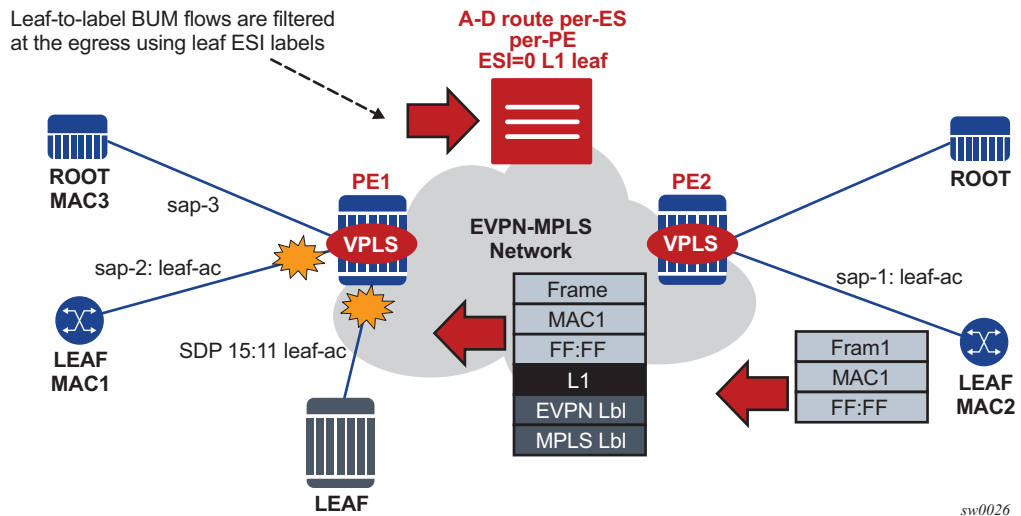 Leaf-to-label BUM flows are filtered
at the egress using leaf ESI labels
A-D route per-ES
per-PE
ESI=0 L1 leaf
ROOT
MAC3
sap-3
PE1
VPLS
EVPN-MPLS
Network
PE2
VPLS
ROOT
sap-2: leaf-ac
sap-1: leaf-ac
LEAF
MAC1
SDP 15:11 leaf-ac
LEAF
Frame
MAC1
FF:FF
L1
EVPN Lbl
MPLS Lbl
Fram1
MAC1
FF:FF
LEAF
MAC2
sw0026